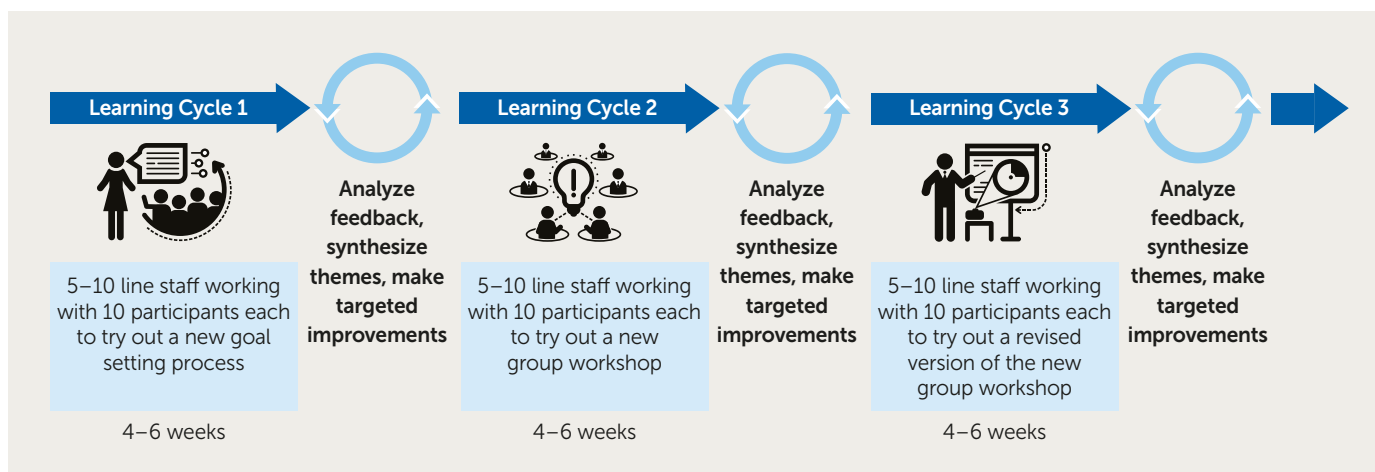 Learning Cycle 1
5–10 line staff working
with 10 participants each
to try out a new goal
setting process
4–6 weeks
Analyze
feedback,
synthesize
themes, make
targeted
improvements
Learning Cycle 2
5–10 line staff working
with 10 participants each
to try out a new
group workshop
4–6 weeks
Analyze
feedback,
synthesize
themes, make
targeted
improvements
Learning Cycle 3
5–10 line staff working
with 10 participants each
to try out a revised
version of the new
group workshop
4–6 weeks
Analyze
feedback,
synthesize
themes, make
targeted
improvements